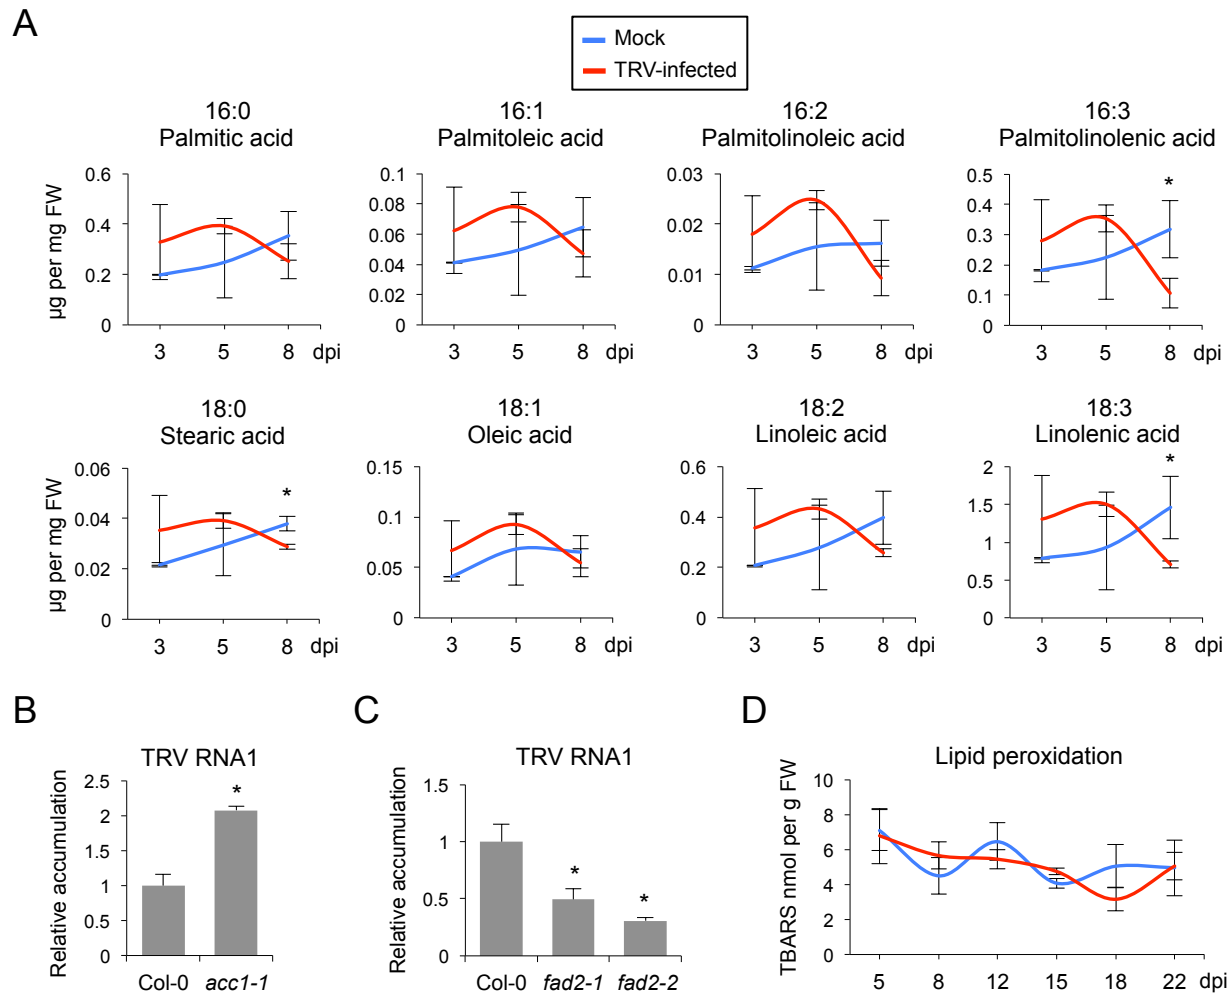 A
Mock
TRV-infected
16:0
Palmitic acid
16:1
Palmitoleic acid
16:2
Palmitolinoleic acid
16:3
Palmitolinolenic acid
µg per mg FW
0.6
0.4
0.2
0
3 5 8 dpi
0.1
0.08
0.06
0.04
0.02
0
3 5 8 dpi
0.03
0.02
0.01
0
3 5 8 dpi
0.5
0.4
0.3
0.2
0.1
0
*
3 5 8 dpi
18:0
Stearic acid
18:1
Oleic acid
18:2
Linoleic acid
18:3
Linolenic acid
µg per mg FW
0.06
0.04
0.02
0
*
3 5 8 dpi
0.15
0.1
0.05
0
3 5 8 dpi
0.6
0.4
0.2
0
3 5 8 dpi
2
1.5
1
0.5
0
*
3 5 8 dpi
B
TRV RNA1
Relative accumulation
2.5
2
1.5
1
0.5
0
*
Col-0 acc1-1
C
TRV RNA1
Relative accumulation
1.5
1
0.5
0
* *
Col-0 fad2-1 fad2-2
D
Lipid peroxidation
TBARS nmol per g FW
10
8
6
4
2
0
5 8 12 15 18 22 dpi